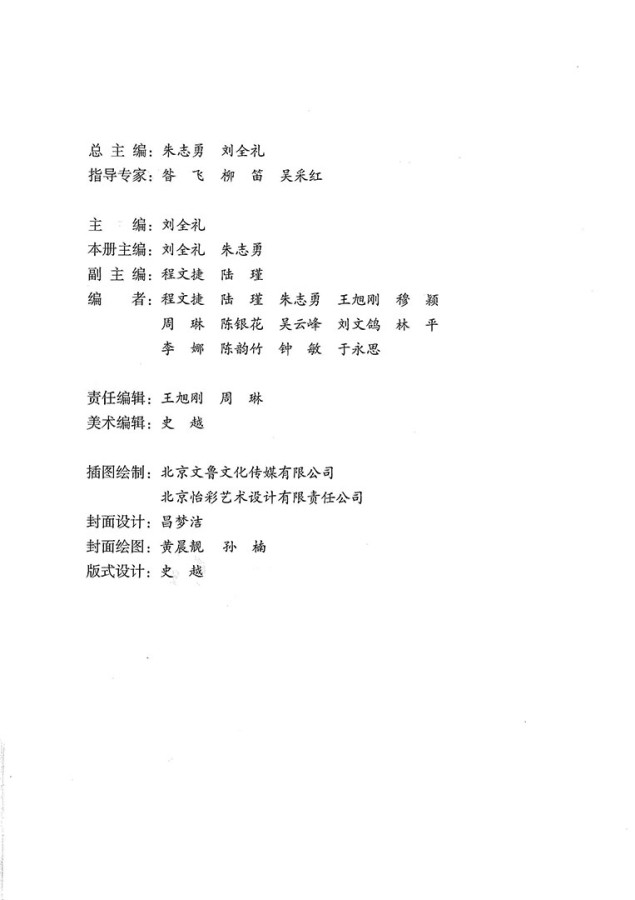 总 主 编：朱志勇 刘全礼
指导专家：昝 飞 柳 笛 吴采红
主 编：刘全礼
本册主编：刘全礼 朱志勇
副 主 编：程文捷 陆 瑾
编 者：程文捷 陆 瑾 朱志勇 王旭刚 穆 颖
周 琳 陈银花 吴云峰 刘文鸽 林 平
李 娜 陈韵竹 钟 敏 于永思
责任编辑：王旭刚 周 琳
美术编辑：史 越
插图绘制：北京文鲁文化传媒有限公司
北京怡彩艺术设计有限责任公司
封面设计：昌梦洁
封面绘图：黄晨靓 孙 楠
版式设计：史 越